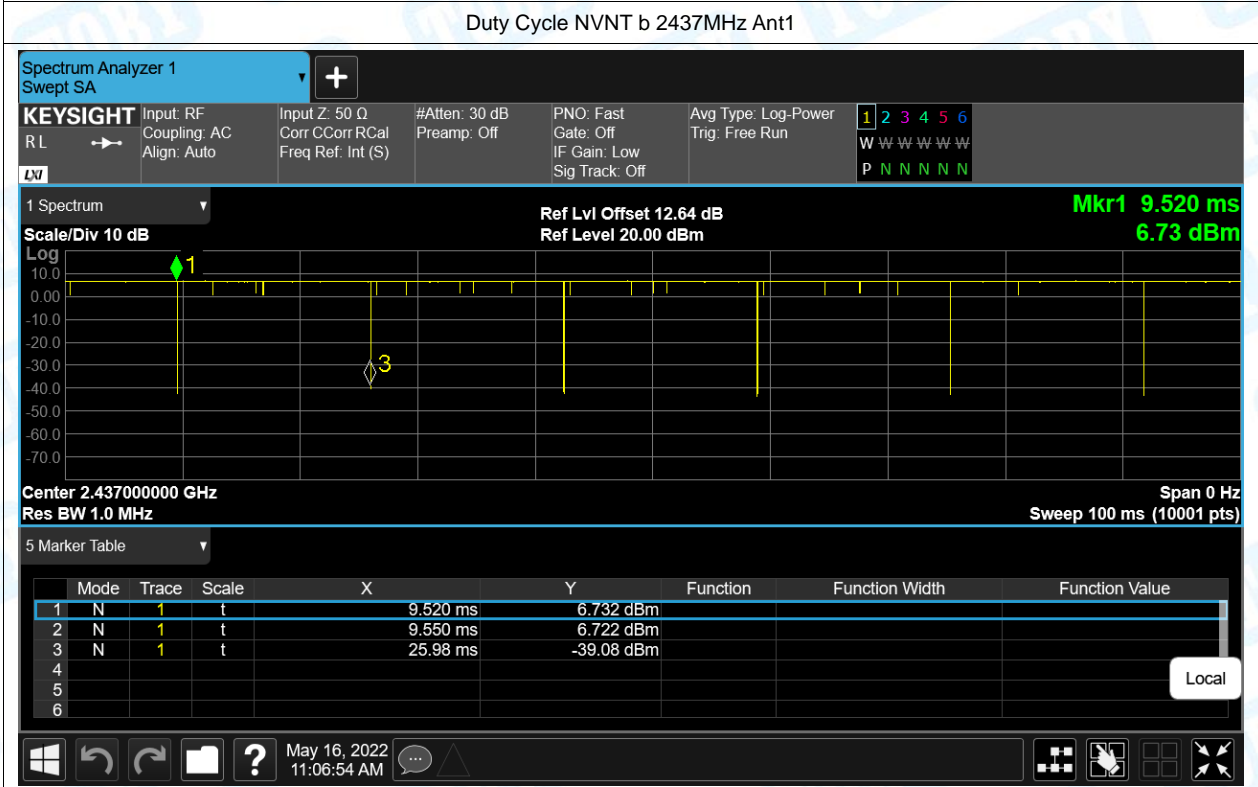 Duty Cycle NVNT b 2437MHz Ant1
Spectrum Analyzer 1
Swept SA
KEYSIGHT
R L
LXI
Input: RF
Coupling: AC
Align: Auto
Input Z: 50 Ω
Corr CCorr RCal
Freq Ref: Int (S)
#Atten: 30 dB
Preamp: Off
PNO: Fast
Gate: Off
IF Gain: Low
Sig Track: Off
Avg Type: Log-Power
Trig: Free Run
1 2 3 4 5 6
W W W W W W
P N N N N N
1 Spectrum
Scale/Div 10 dB
Ref Lvl Offset 12.64 dB
Ref Level 20.00 dBm
Mkr1 9.520 ms
6.73 dBm
Log
10.0
0.00
-10.0
-20.0
-30.0
-40.0
-50.0
-60.0
-70.0
1
3
Center 2.437000000 GHz
Res BW 1.0 MHz
Span 0 Hz
Sweep 100 ms (10001 pts)
5 Marker Table
Mode Trace Scale X Y Function Function Width Function Value
1 N 1 t 9.520 ms 6.732 dBm
2 N 1 t 9.550 ms 6.722 dBm
3 N 1 t 25.98 ms -39.08 dBm
4
5
6
Local
?
May 16, 2022
11:06:54 AM